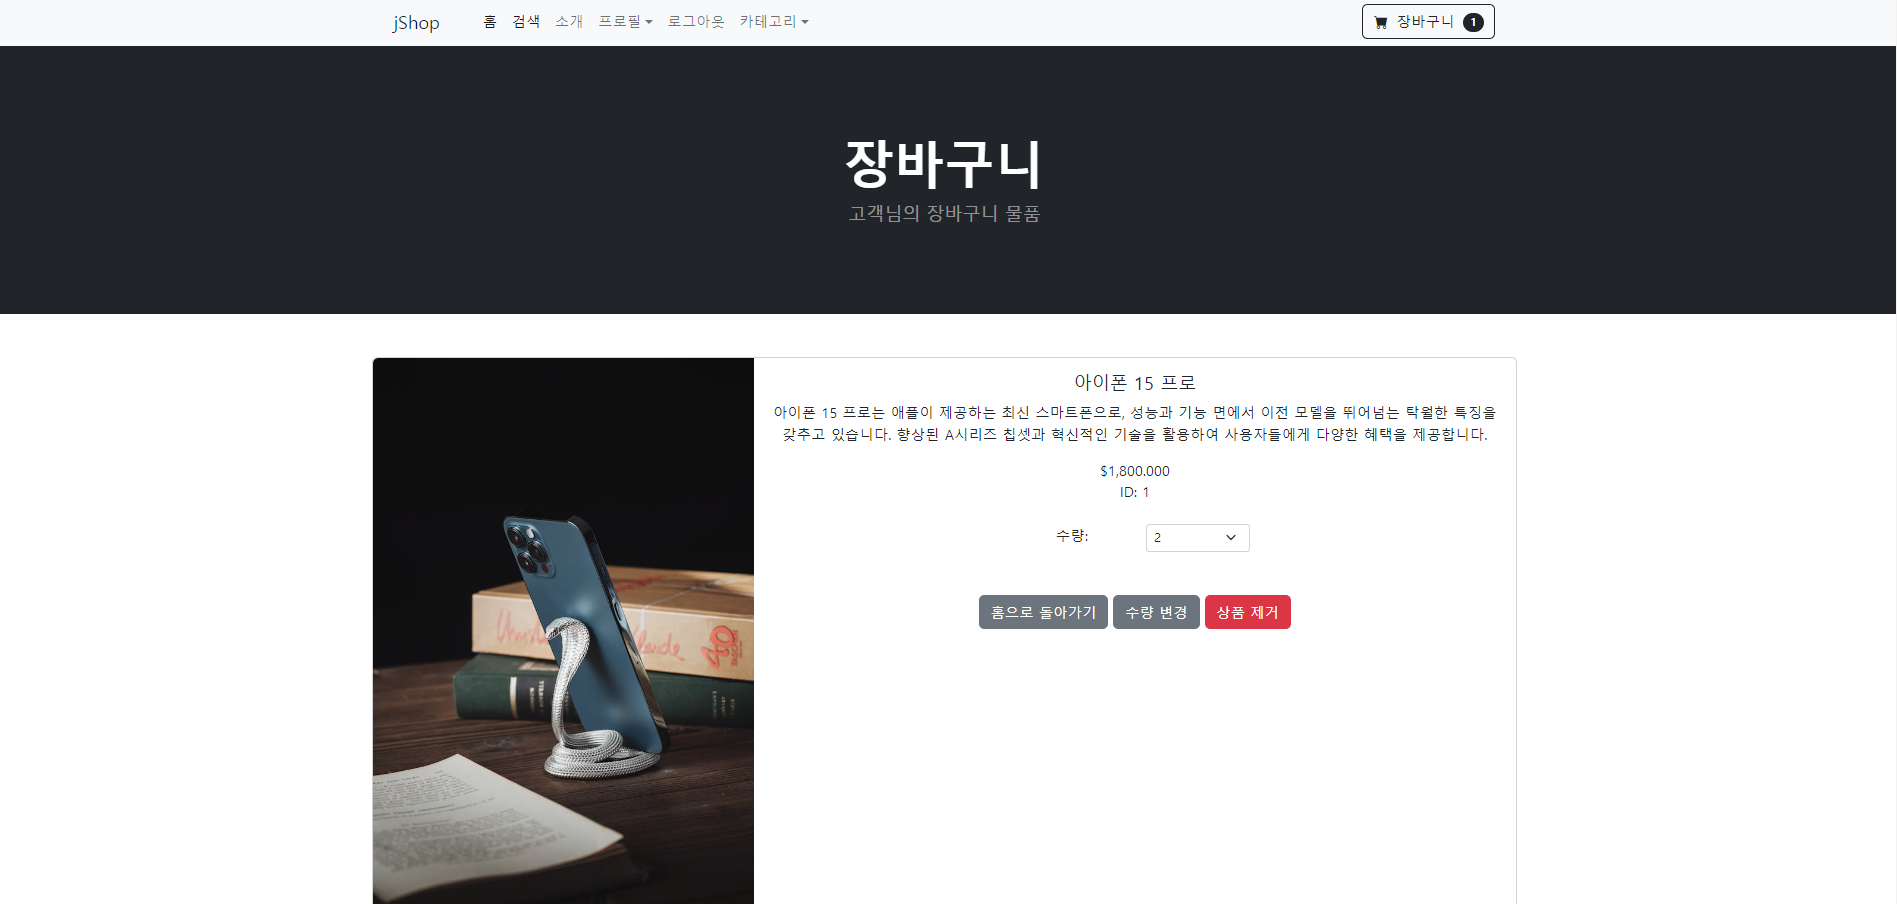 jShop 홈 검색 소개 프로필 로그아웃 카테고리 장바구니 1
장바구니
고객님의 장바구니 물품
아이폰 15 프로
아이폰 15 프로는 애플이 제공하는 최신 스마트폰으로, 성능과 기능 면에서 이전 모델을 뛰어넘는 탁월한 특징을
갖추고 있습니다. 향상된 A시리즈 칩셋과 혁신적인 기술을 활용하여 사용자들에게 다양한 혜택을 제공합니다.
$1,800.000
ID: 1
수량: 2
홈으로 돌아가기 수량 변경 상품 제거